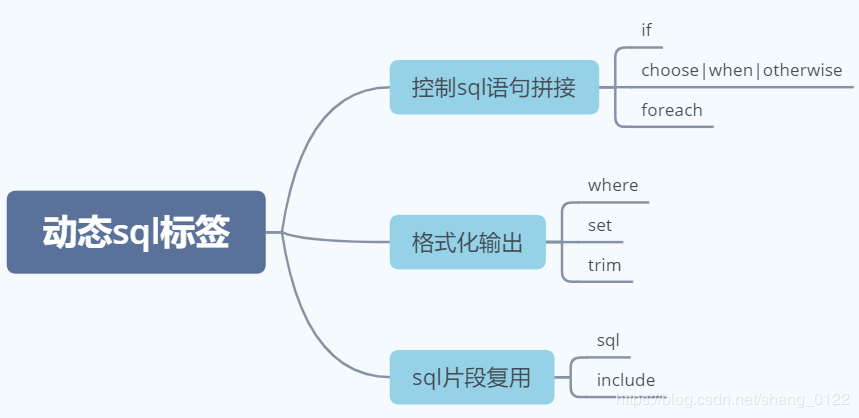 动态sql标签
控制sql语句拼接
if
choose|when|otherwise
foreach
格式化输出
where
set
trim
sql片段复用
sql
include
https://blog.csdn.net/shang_0122